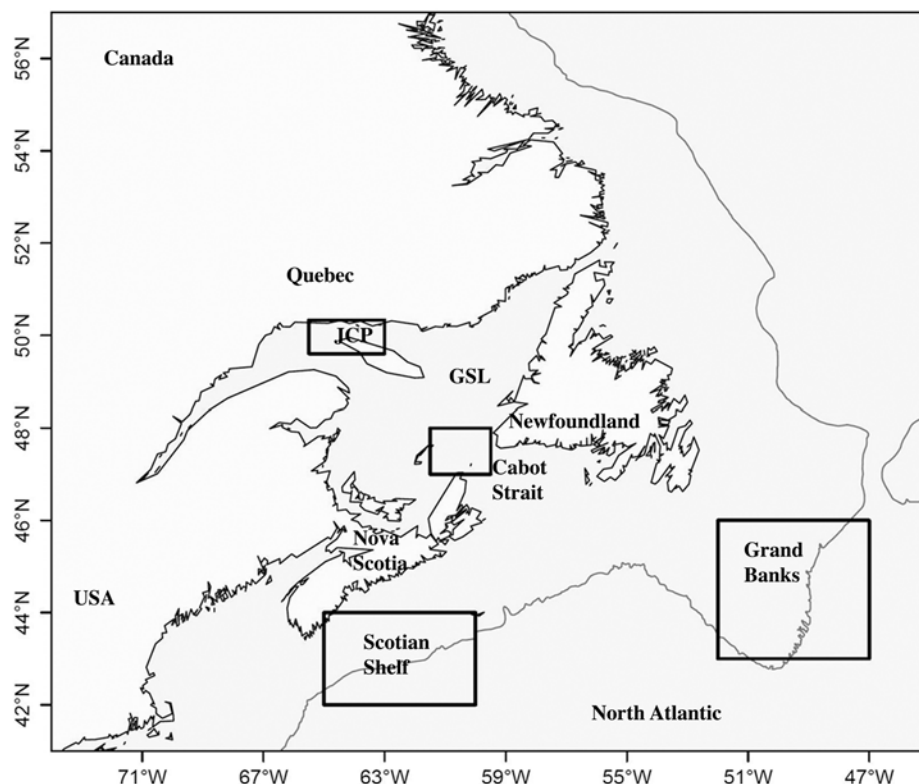 56°N
54°N
52°N
50°N
48°N
46°N
44°N
42°N
Canada
Quebec
JCP
GSL
Newfoundland
Cabot
Strait
Nova
Scotia
Grand
Banks
USA
Scotian
Shelf
North Atlantic
71°W
67°W
63°W
59°W
55°W
51°W
47°W